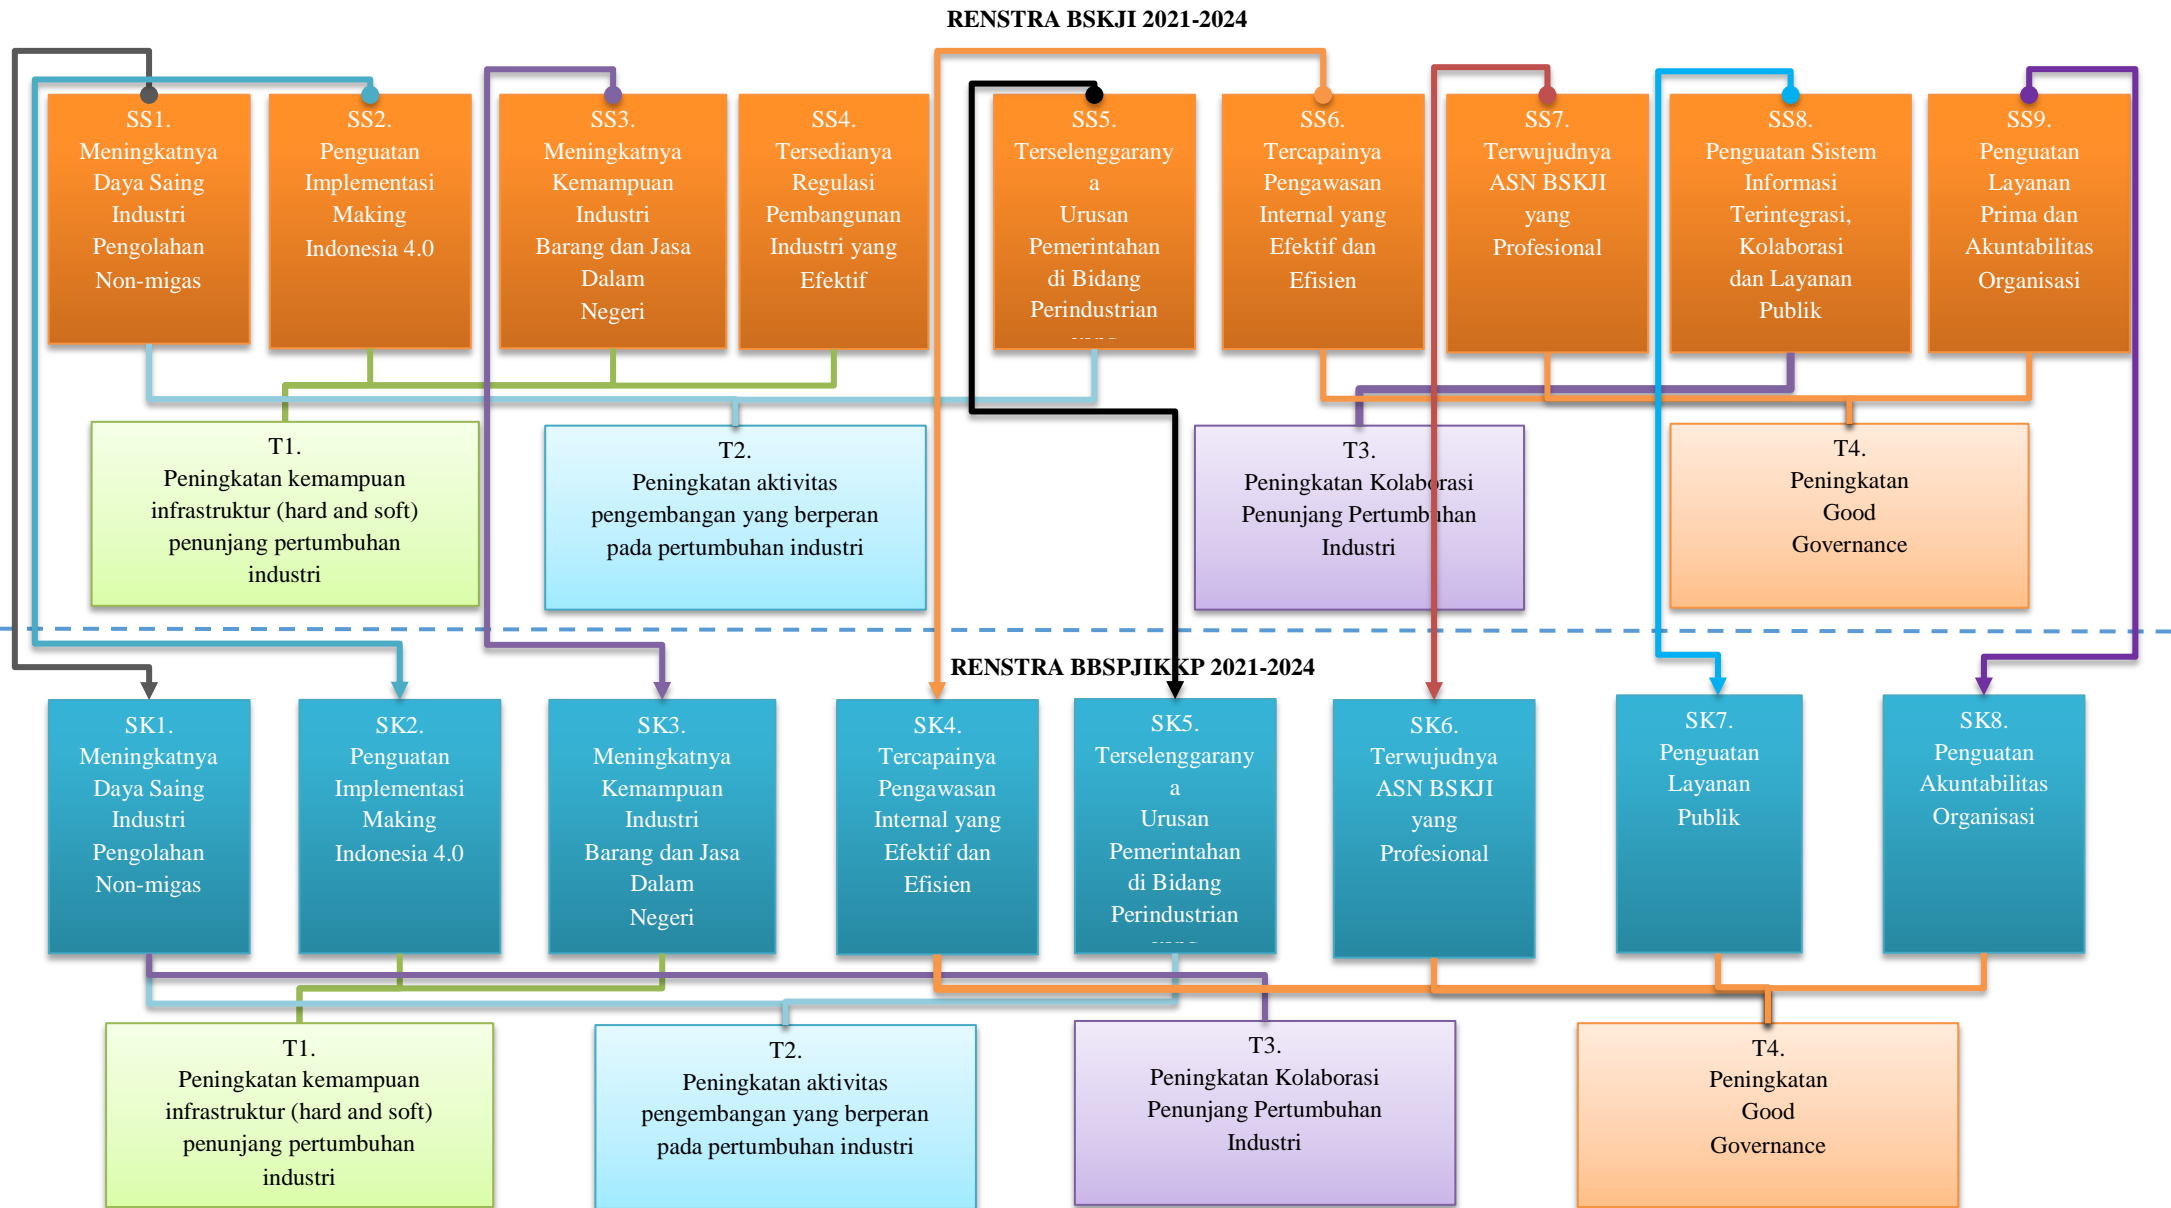 RENSTRA BSKJI 2021-2024
SS1.
Meningkatnya
Daya Saing
Industri
Pengolahan
Non-migas
SS2.
Penguatan
Implementasi
Making
Indonesia 4.0
SS3.
Meningkatnya
Kemampuan
Industri
Barang dan Jasa
Dalam
Negeri
SS4.
Tersedianya
Regulasi
Pembangunan
Industri yang
Efektif
SS5.
Terselenggarany
a
Urusan
Pemerintahan
di Bidang
Perindustrian
SS6.
Tercapainya
Pengawasan
Internal yang
Efektif dan
Efisien
SS7.
Terwujudnya
ASN BSKJI
yang
Profesional
SS8.
Penguatan Sistem
Informasi
Terintegrasi,
Kolaborasi
dan Layanan
Publik
SS9.
Penguatan
Layanan
Prima dan
Akuntabilitas
Organisasi
T1.
Peningkatan kemampuan
infrastruktur (hard and soft)
penunjang pertumbuhan
industri
T2.
Peningkatan aktivitas
pengembangan yang berperan
pada pertumbuhan industri
T3.
Peningkatan Kolaborasi
Penunjang Pertumbuhan
Industri
T4.
Peningkatan
Good
Governance
RENSTRA BBSPJIKKP 2021-2024
SK1.
Meningkatnya
Daya Saing
Industri
Pengolahan
Non-migas
SK2.
Penguatan
Implementasi
Making
Indonesia 4.0
SK3.
Meningkatnya
Kemampuan
Industri
Barang dan Jasa
Dalam
Negeri
SK4.
Tercapainya
Pengawasan
Internal yang
Efektif dan
Efisien
SK5.
Terselenggarany
a
Urusan
Pemerintahan
di Bidang
Perindustrian
SK6.
Terwujudnya
ASN BSKJI
yang
Profesional
SK7.
Penguatan
Layanan
Publik
SK8.
Penguatan
Akuntabilitas
Organisasi
T1.
Peningkatan kemampuan
infrastruktur (hard and soft)
penunjang pertumbuhan
industri
T2.
Peningkatan aktivitas
pengembangan yang berperan
pada pertumbuhan industri
T3.
Peningkatan Kolaborasi
Penunjang Pertumbuhan
Industri
T4.
Peningkatan
Good
Governance